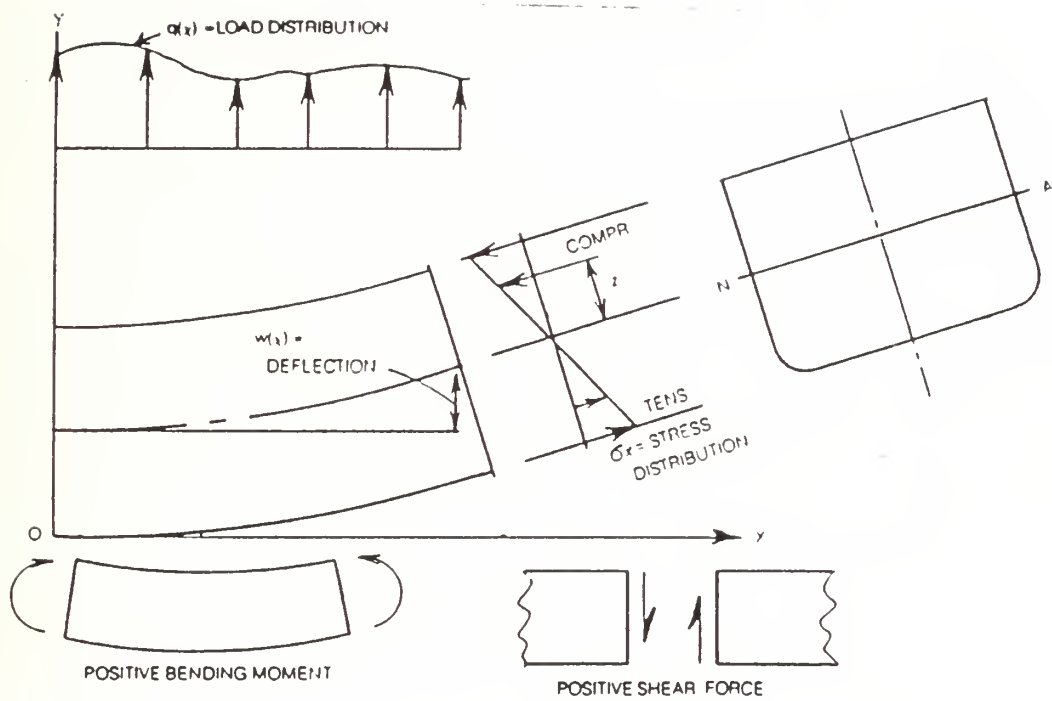 Y
q(x) = LOAD DISTRIBUTION
COMPR
z
A
N
w(x) =
DEFLECTION
TENS
σx = STRESS
DISTRIBUTION
O
x
POSITIVE BENDING MOMENT
POSITIVE SHEAR FORCE